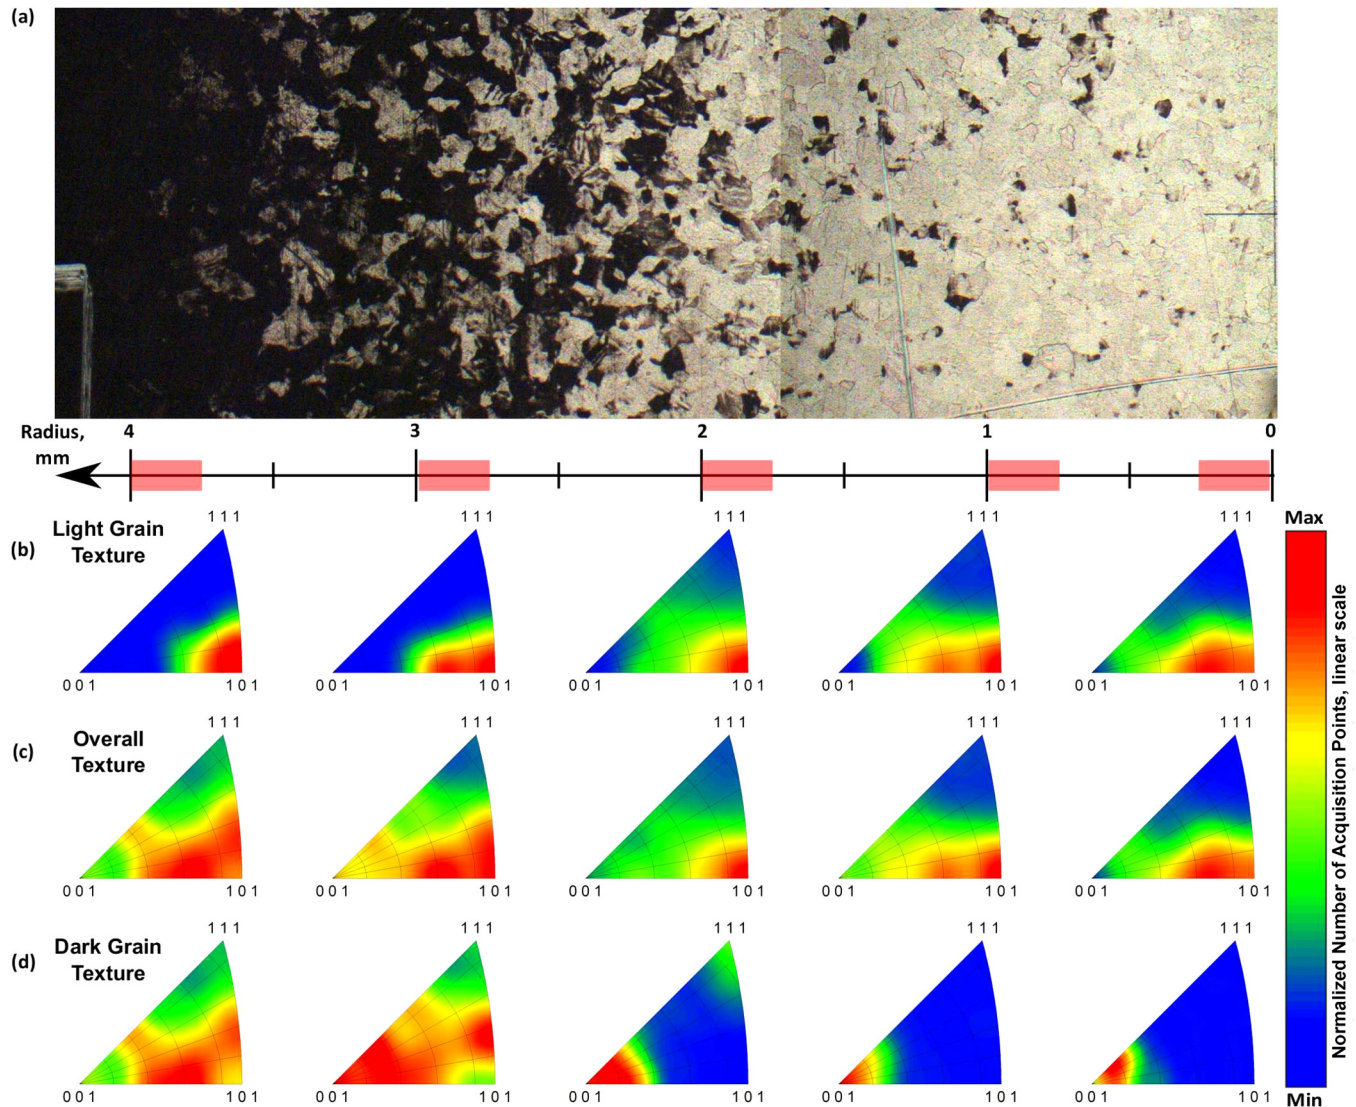 (a)
Radius, mm
4 3 2 1 0
111 111 111 111 111
(b)
Light Grain
Texture
001 101 001 101 001 101 001 101 001 101
111 111 111 111 111
(c)
Overall
Texture
001 101 001 101 001 101 001 101 001 101
111 111 111 111 111
(d)
Dark Grain
Texture
001 101 001 101 001 101 001 101 001 101
Max
Normalized Number of Acquisition Points, linear scale
Min